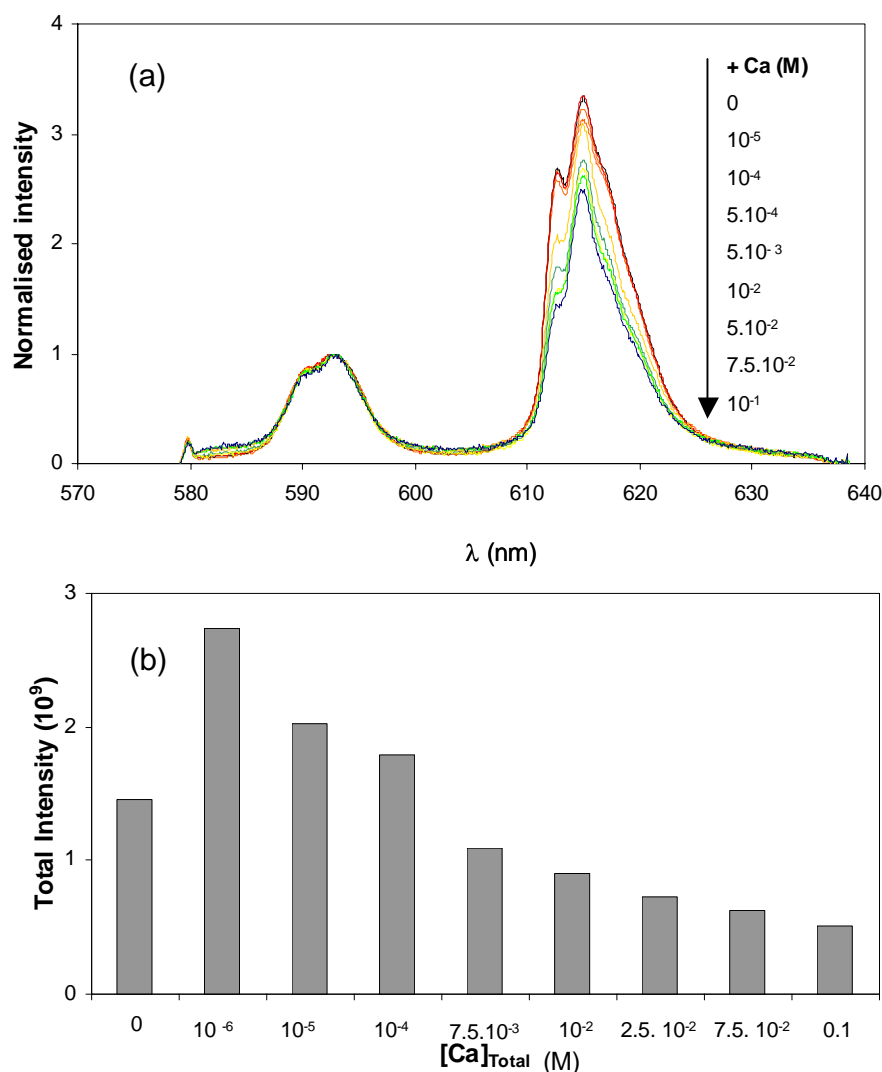 4
(a)
+ Ca (M)
0
10⁻⁵
10⁻⁴
5.10⁻⁴
5.10⁻³
10⁻²
5.10⁻²
7.5.10⁻²
10⁻¹
3
2
1
0
Normalised intensity
570 580 590 600 610 620 630 640
λ (nm)
3
(b)
2
1
0
Total Intensity (10⁹)
0 10⁻⁶ 10⁻⁵ 10⁻⁴ 7.5.10⁻³ 10⁻² 2.5. 10⁻² 7.5. 10⁻² 0.1
[Ca]Total (M)